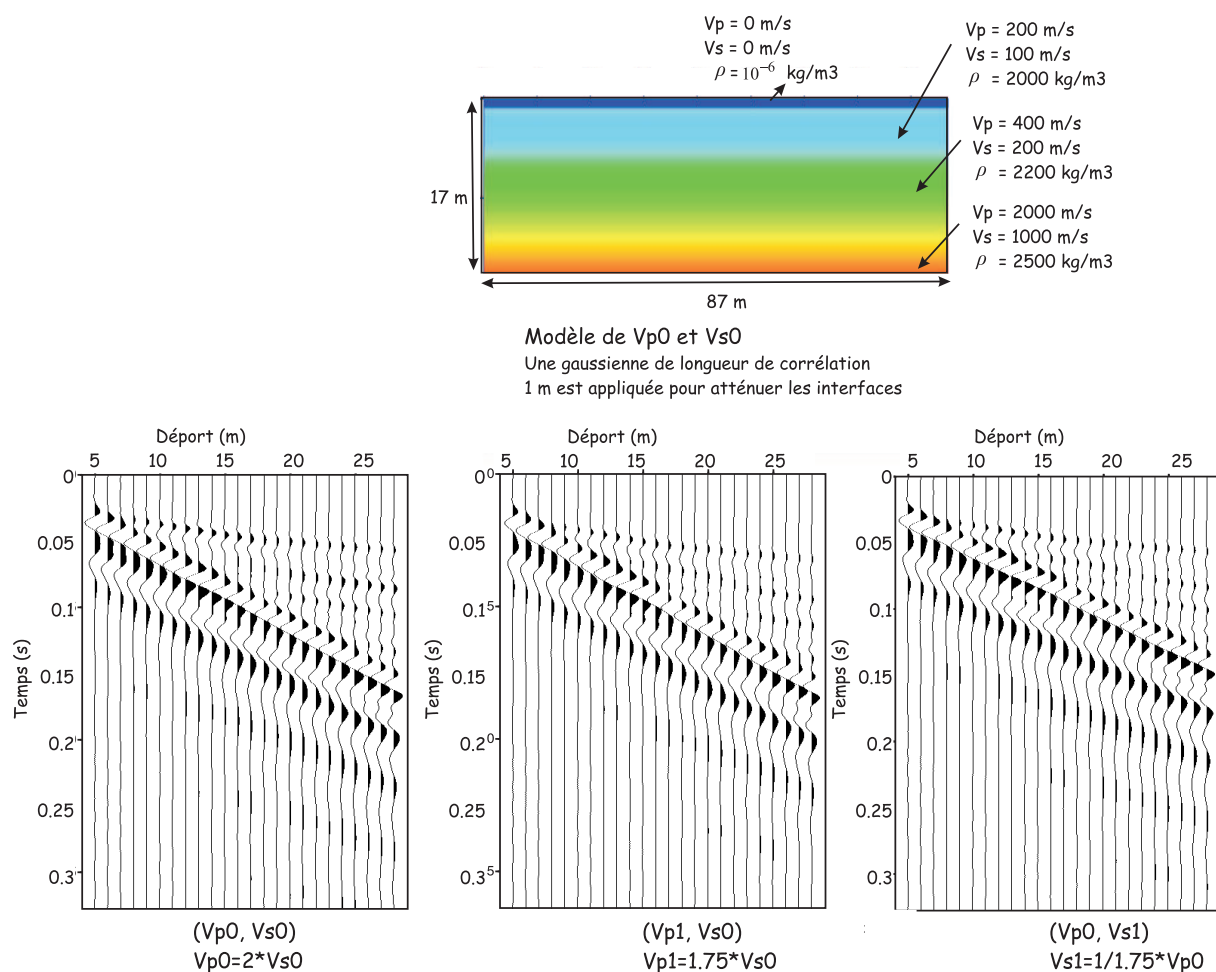 Vp = 0 m/s
Vs = 0 m/s
ρ = 10⁻⁶ kg/m3
Vp = 200 m/s
Vs = 100 m/s
ρ = 2000 kg/m3
Vp = 400 m/s
Vs = 200 m/s
ρ = 2200 kg/m3
17 m
Vp = 2000 m/s
Vs = 1000 m/s
ρ = 2500 kg/m3
87 m
Modèle de Vp0 et Vs0
Une gaussienne de longueur de corrélation
1 m est appliquée pour atténuer les interfaces
Déport (m)
5 10 15 20 25
0
0.05
0.1
0.15
0.2
0.25
0.3
Temps (s)
(Vp0, Vs0)
Vp0=2*Vs0
Déport (m)
5 10 15 20 25
0
0.05
0.15
0.15
0.2
0.25
0.35
Temps (s)
(Vp1, Vs0)
Vp1=1.75*Vs0
Déport (m)
5 10 15 20 25
0
0.05
0.1
0.15
0.2
0.25
0.3
Temps (s)
(Vp0, Vs1)
Vs1=1/1.75*Vp0